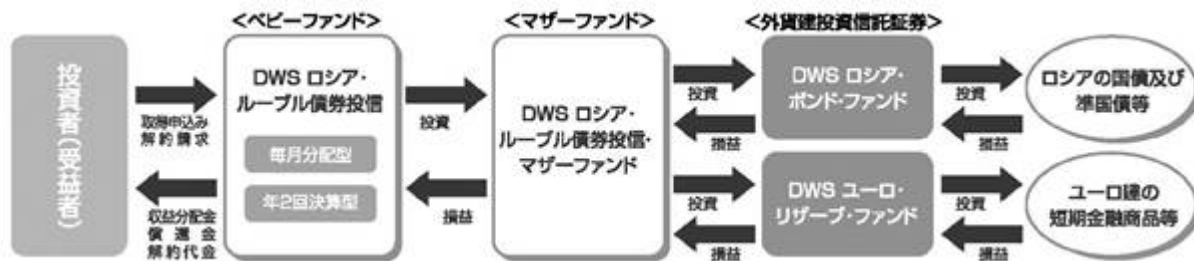 <ベビーファンド>
<マザーファンド>
<外貨建投資信託証券>
投資者(受益者)
取得申込み
解約請求
収益分配金
償還金
解約代金
DWS ロシア・
ルーブル債券投信
毎月分配型
年2回決算型
投資
損益
DWS ロシア・
ルーブル債券投信・
マザーファンド
投資
損益
投資
損益
DWS ロシア・
ボンド・ファンド
DWS ユーロ・
リザーブ・ファンド
投資
損益
投資
損益
ロシアの国債及び
準国債等
ユーロ建の
短期金融商品等